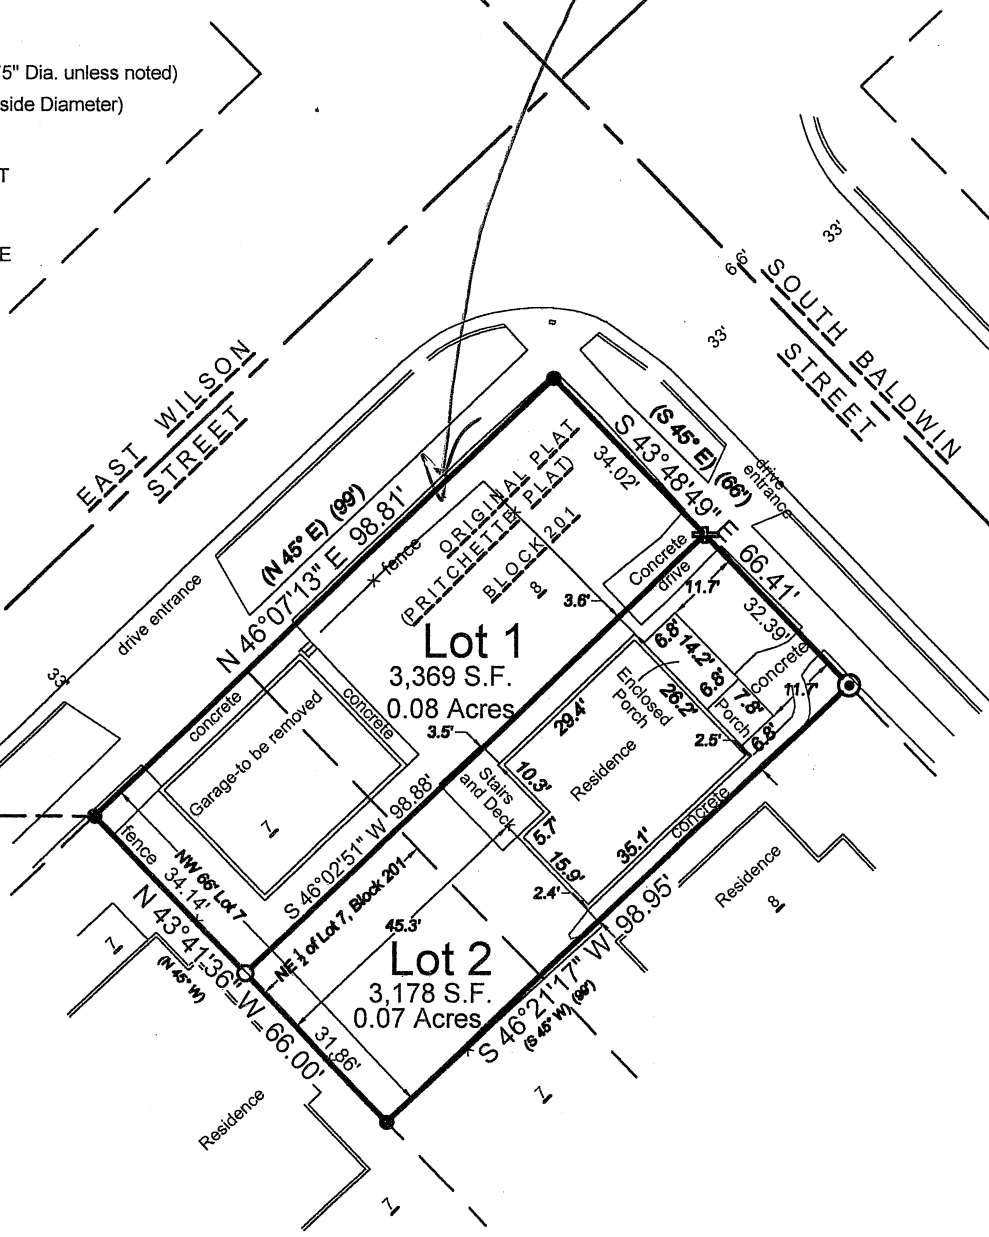 5" Dia. unless noted)
side Diameter)
T
E
33'
66'
33'
SOUTH BALDWIN
STREET
EAST WILSON
STREET
(S 45° E) (66')
S 43°48'49" E 66.41'
34.02'
32.39'
drive
entrance
(N 45° E) (99')
N 46°07'13" E 98.81'
drive entrance
33'
ORIGINAL PLAT
(PRITCHETTE PLAT)
BLOCK 201
8
fence
Concrete
drive
11.7'
3.6'
Lot 1
3,369 S.F.
0.08 Acres
3.5'
6.8'
14.2'
6.8'
7.8'
concrete
11.7'
Enclosed
Porch
26.2'
Porch
2.5'
6.8'
29.4'
Residence
10.3'
Stairs
and Deck
5.7'
15.9'
35.1'
concrete
2.4'
concrete
concrete
Garage-to be removed
7
S 46°02'51" W 98.88'
fence
NW 66' Lot 7
34.14'
N 43°41'36" W 66.00'
(N 45° W)
7
NE 1/2 of Lot 7, Block 201
45.3'
Lot 2
3,178 S.F.
0.07 Acres
31.86'
S 46°21'17" W 98.95'
(S 45° W) (99')
Residence
8
7
Residence
7